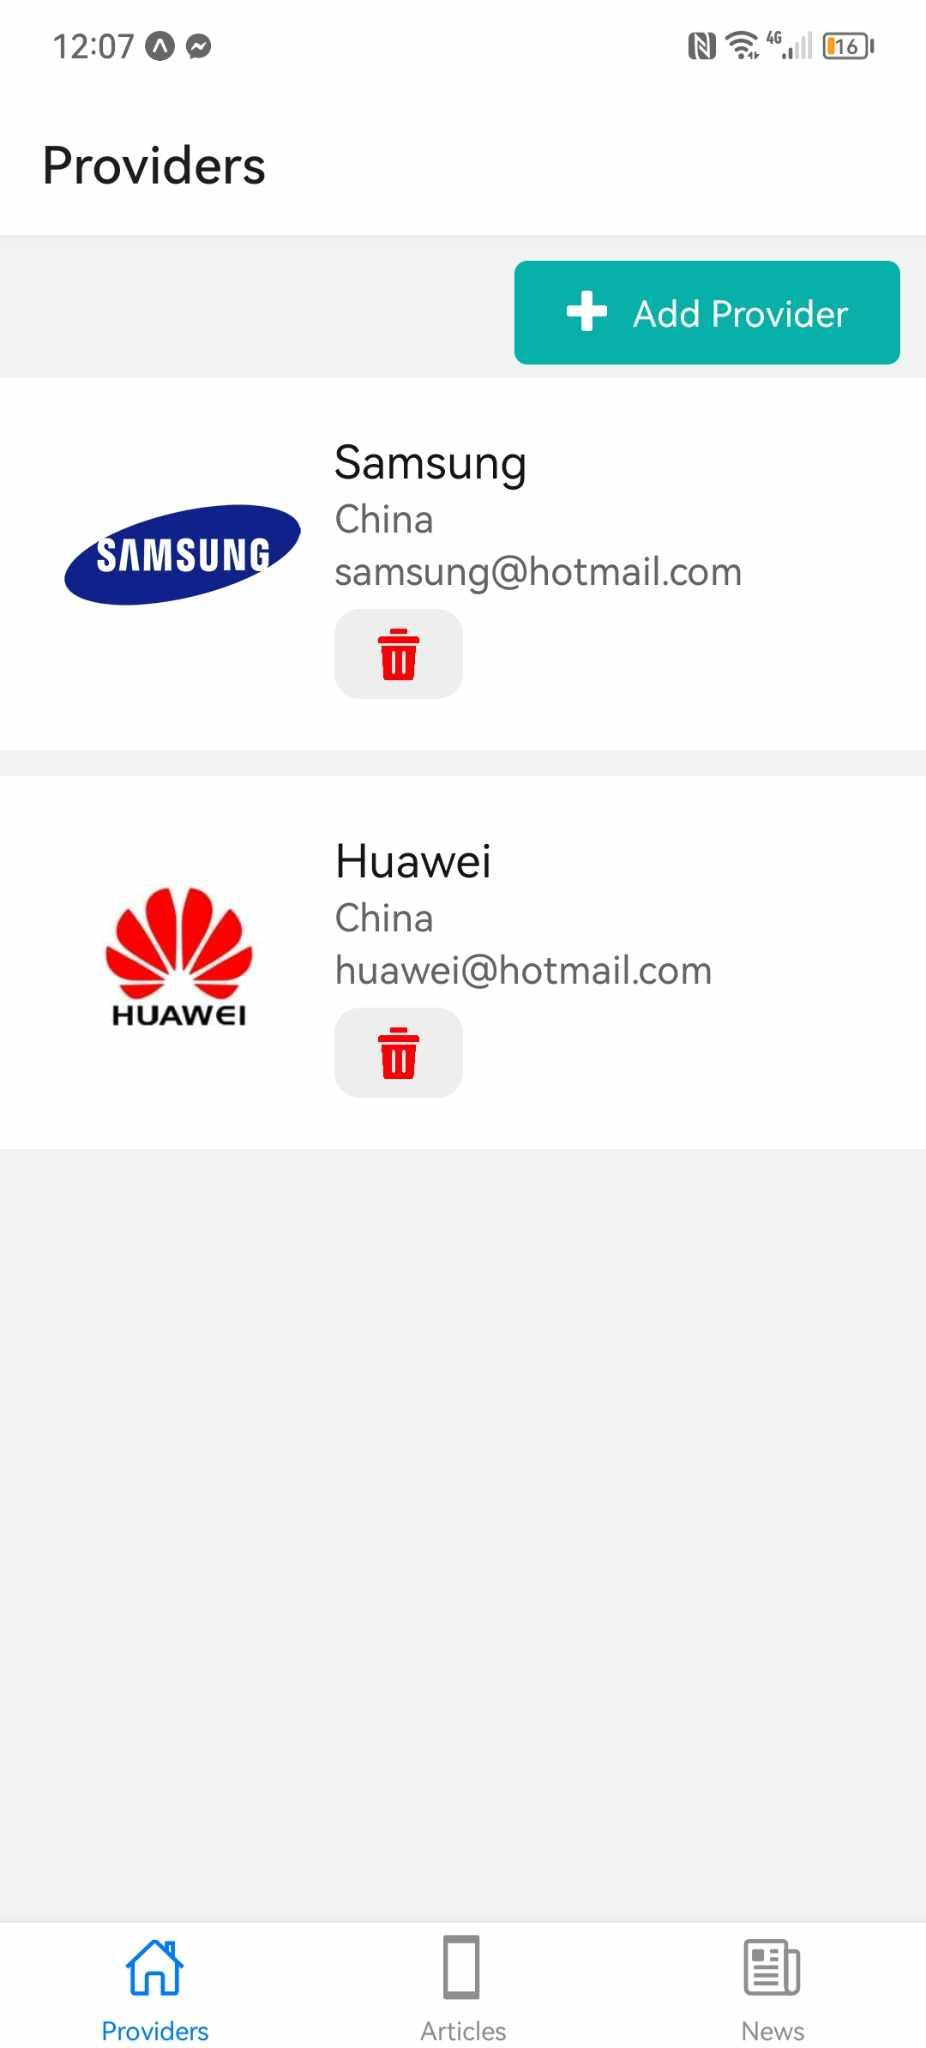 12:07
4G
16
Providers
Add Provider
Samsung
China
SAMSUNG
samsung@hotmail.com
Huawei
China
huawei@hotmail.com
HUAWEI
Providers
Articles
News